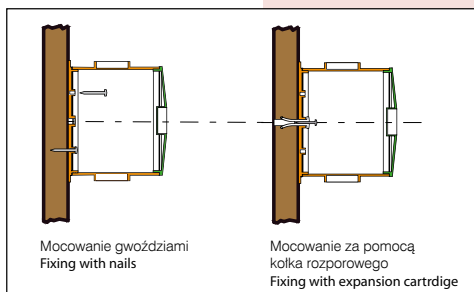 Mocowanie gwoździami
Fixing with nails
Mocowanie za pomocą
kołka rozporowego
Fixing with expansion cartrdige